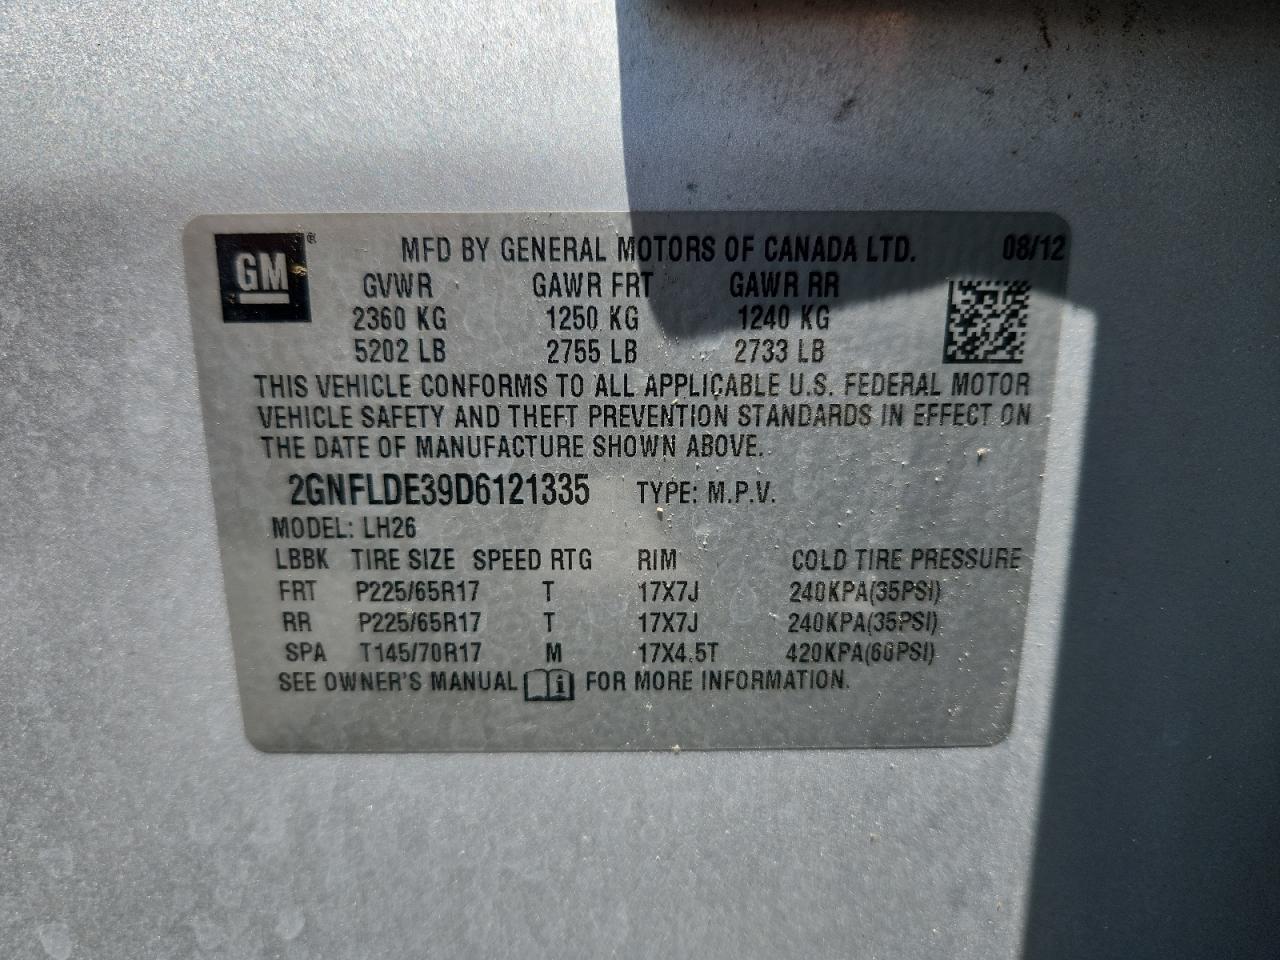 GM ® MFD BY GENERAL MOTORS OF CANADA LTD. 08/12
GVWR GAWR FRT GAWR RR
2360 KG 1250 KG 1240 KG
5202 LB 2755 LB 2733 LB
THIS VEHICLE CONFORMS TO ALL APPLICABLE U.S. FEDERAL MOTOR
VEHICLE SAFETY AND THEFT PREVENTION STANDARDS IN EFFECT ON
THE DATE OF MANUFACTURE SHOWN ABOVE.
2GNFLDE39D6121335 TYPE: M.P.V.
MODEL: LH26
LBBK TIRE SIZE SPEED RTG RIM COLD TIRE PRESSURE
FRT P225/65R17 T 17X7J 240KPA(35PSI)
RR P225/65R17 T 17X7J 240KPA(35PSI)
SPA T145/70R17 M 17X4.5T 420KPA(60PSI)
SEE OWNER'S MANUAL i FOR MORE INFORMATION.